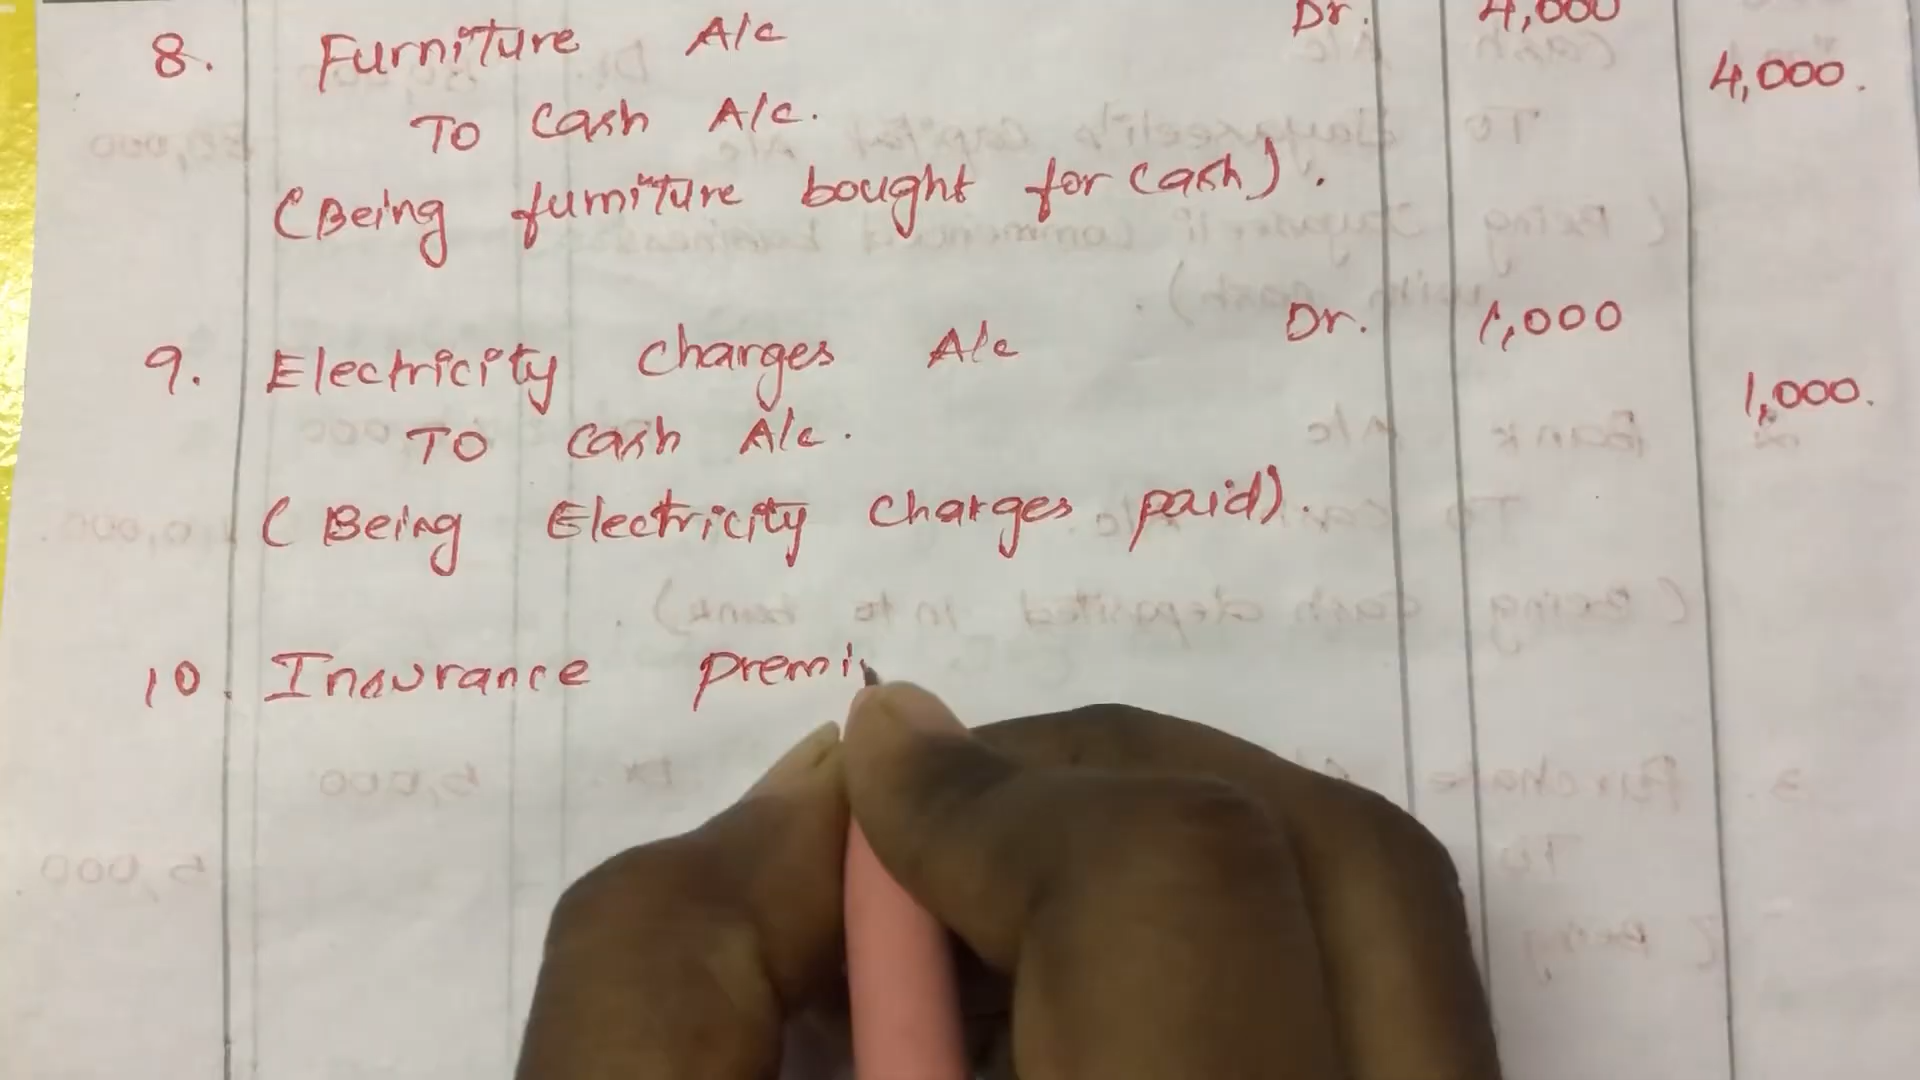 8. Furniture A/c Dr. 4,000
To Cash A/c. 4,000.
(Being furniture bought for cash).
9. Electricity charges A/c Dr. 1,000
To cash A/c. 1,000.
(Being Electricity charges paid).
10. Insurance premi